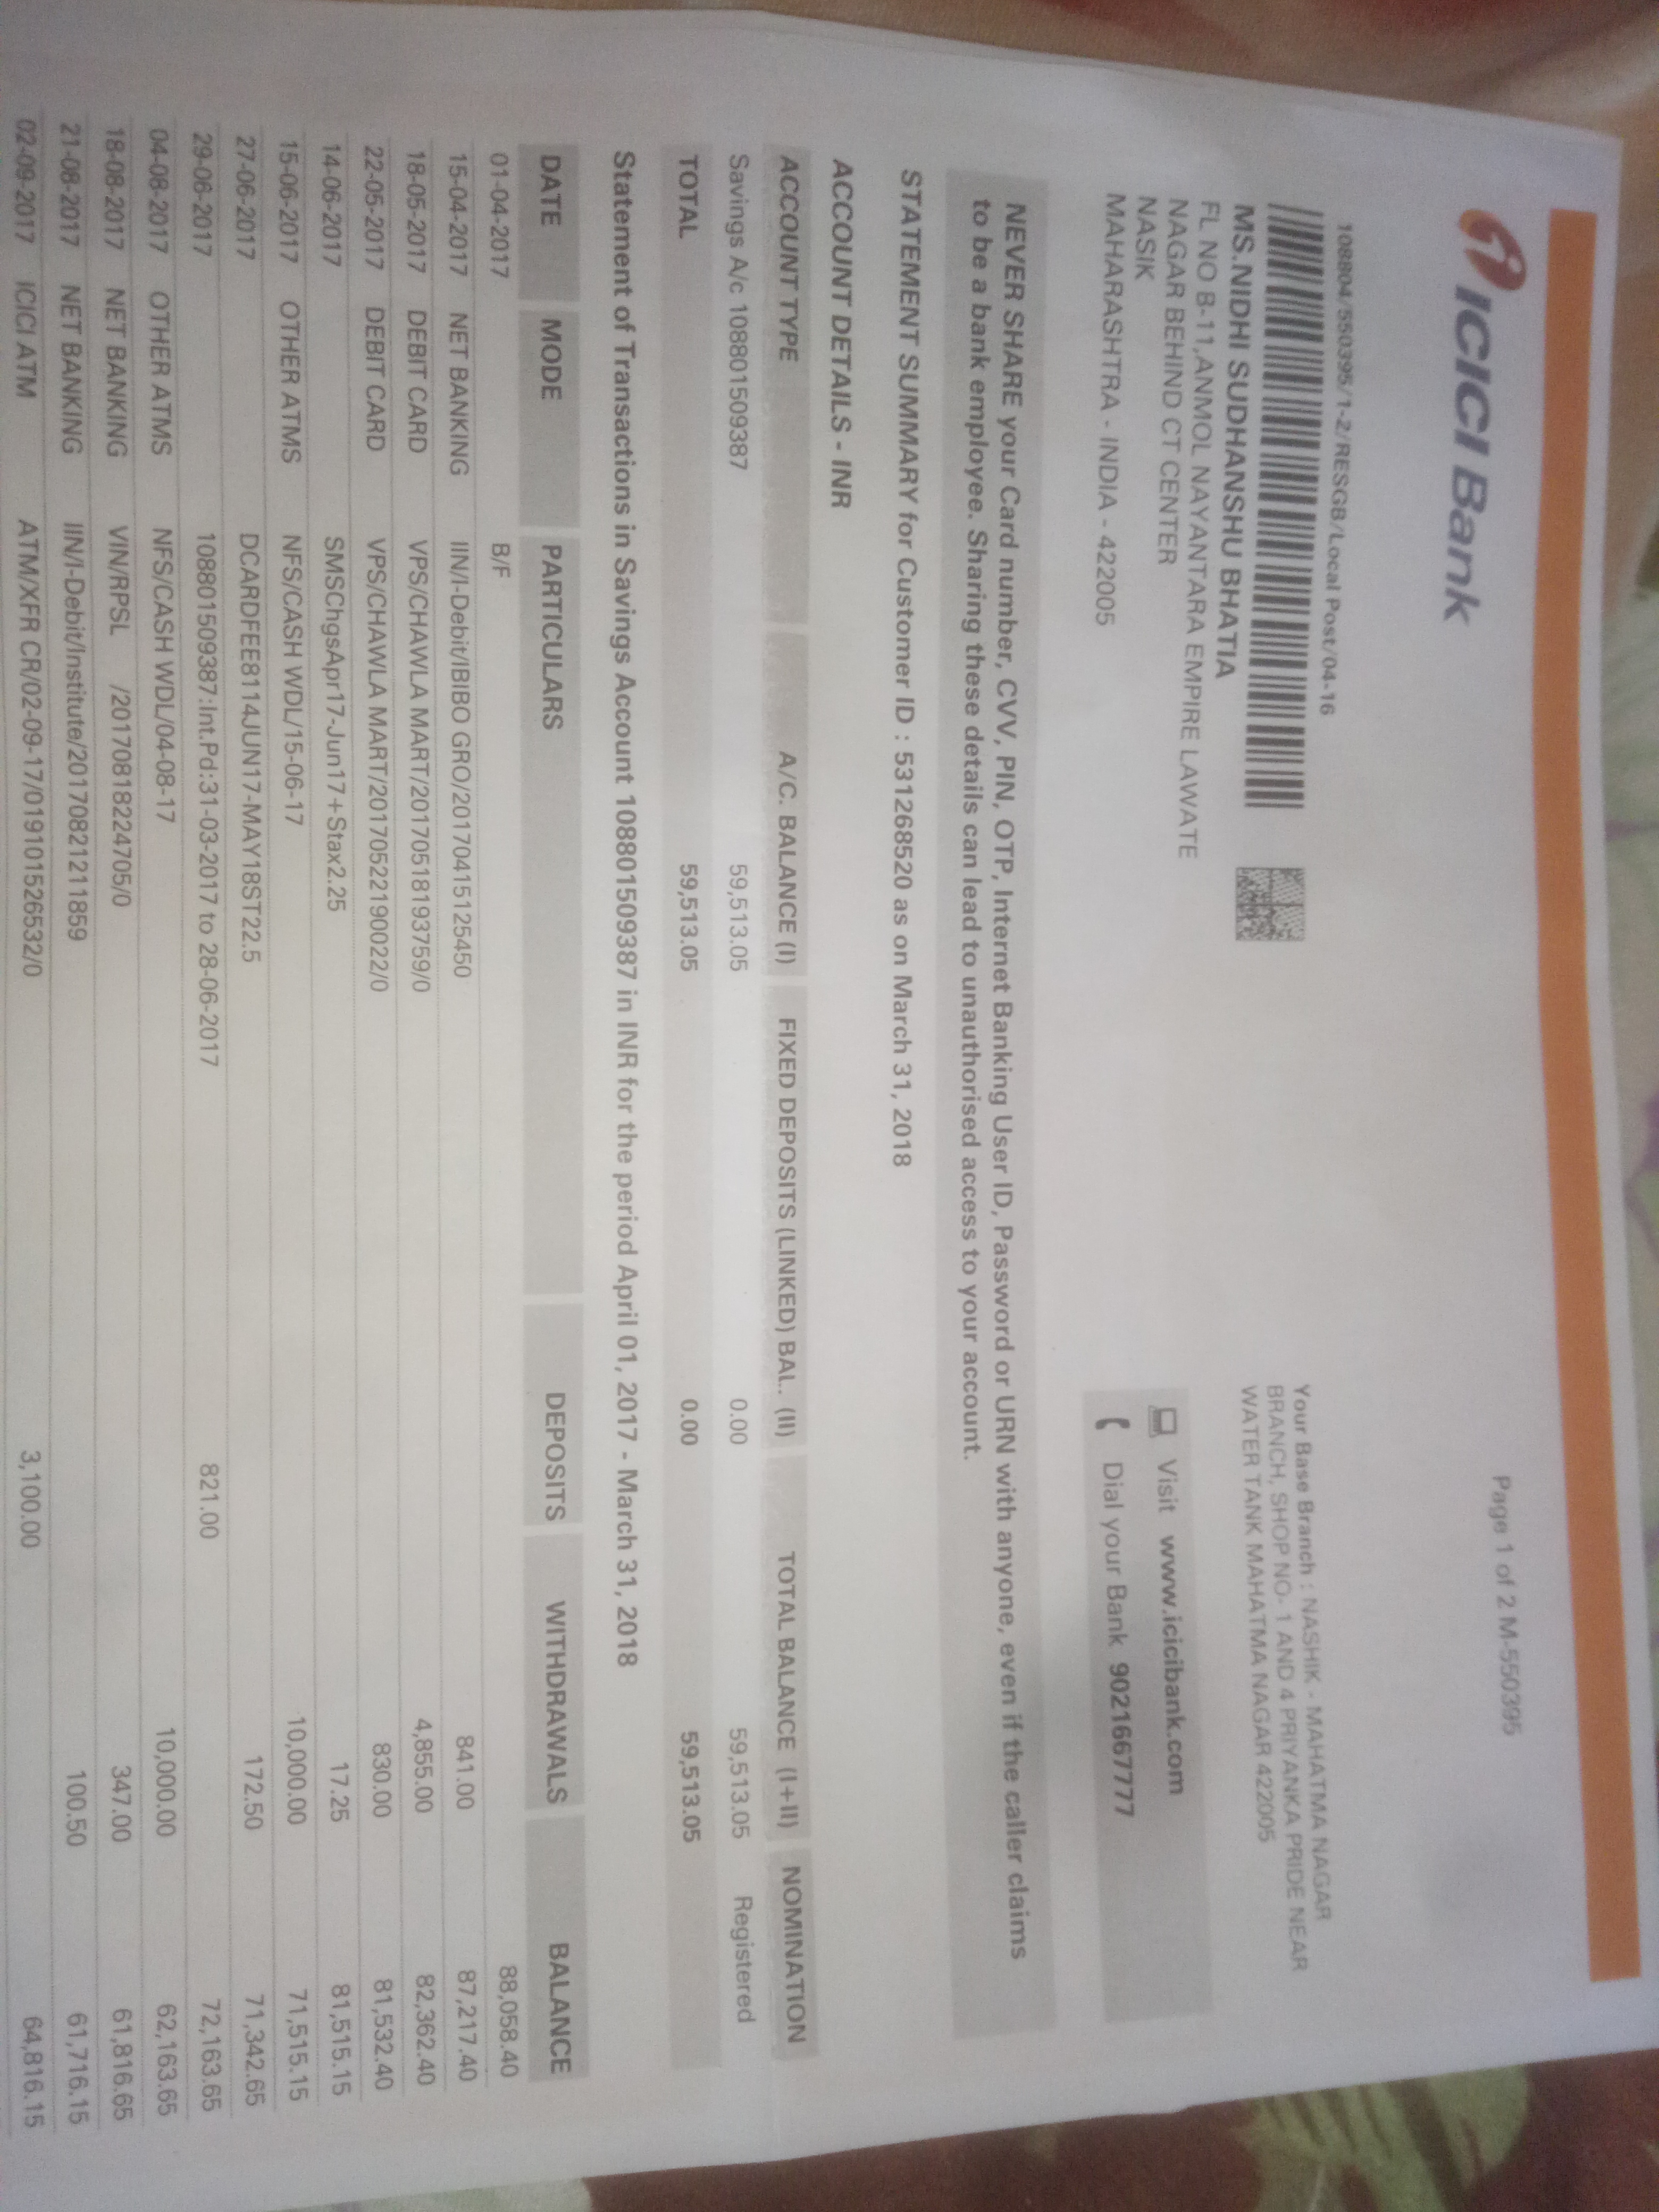 ICICI Bank
Page 1 of 2 M-550395
108804/550395/1-2/RESGB/Local Post/04-16
MS.NIDHI SUDHANSHU BHATIA
FL NO B-11,ANMOL NAYANTARA EMPIRE LAWATE
NAGAR BEHIND CT CENTER
NASIK
MAHARASHTRA - INDIA - 422005
Your Base Branch : NASHIK - MAHATMA NAGAR
BRANCH, SHOP NO- 1 AND 4 PRIYANKA PRIDE NEAR
WATER TANK MAHATMA NAGAR 422005
Visit www.icicibank.com
Dial your Bank 9021667777
NEVER SHARE your Card number, CVV, PIN, OTP, Internet Banking User ID, Password or URN with anyone, even if the caller claims
to be a bank employee. Sharing these details can lead to unauthorised access to your account.
STATEMENT SUMMARY for Customer ID : 531268520 as on March 31, 2018
ACCOUNT DETAILS - INR
ACCOUNT TYPE A/C. BALANCE (I) FIXED DEPOSITS (LINKED) BAL.. (II) TOTAL BALANCE (I+II) NOMINATION
Savings A/c 108801509387 59,513.05 0.00 59,513.05 Registered
TOTAL 59,513.05 0.00 59,513.05
Statement of Transactions in Savings Account 108801509387 in INR for the period April 01, 2017 - March 31, 2018
DATE MODE PARTICULARS DEPOSITS WITHDRAWALS BALANCE
01-04-2017 B/F 88,058.40
15-04-2017 NET BANKING IIN/I-Debit/IBIBO GRO/20170415125450 841.00 87,217.40
18-05-2017 DEBIT CARD VPS/CHAWLA MART/20170518193759/0 4,855.00 82,362.40
22-05-2017 DEBIT CARD VPS/CHAWLA MART/20170522190022/0 830.00 81,532.40
14-06-2017 SMSChgsApr17-Jun17+Stax2.25 17.25 81,515.15
15-06-2017 OTHER ATMS NFS/CASH WDL/15-06-17 10,000.00 71,515.15
27-06-2017 DCARDFEE8114JUN17-MAY18ST22.5 172.50 71,342.65
29-06-2017 108801509387:Int.Pd:31-03-2017 to 28-06-2017 821.00 72,163.65
04-08-2017 OTHER ATMS NFS/CASH WDL/04-08-17 10,000.00 62,163.65
18-08-2017 NET BANKING VIN/RPSL /20170818224705/0 347.00 61,816.65
21-08-2017 NET BANKING IIN/I-Debit/Institute/20170821211859 100.50 61,716.15
02-09-2017 ICICI ATM ATM/XFR CR/02-09-17/019101526532/0 3,100.00 64,816.15